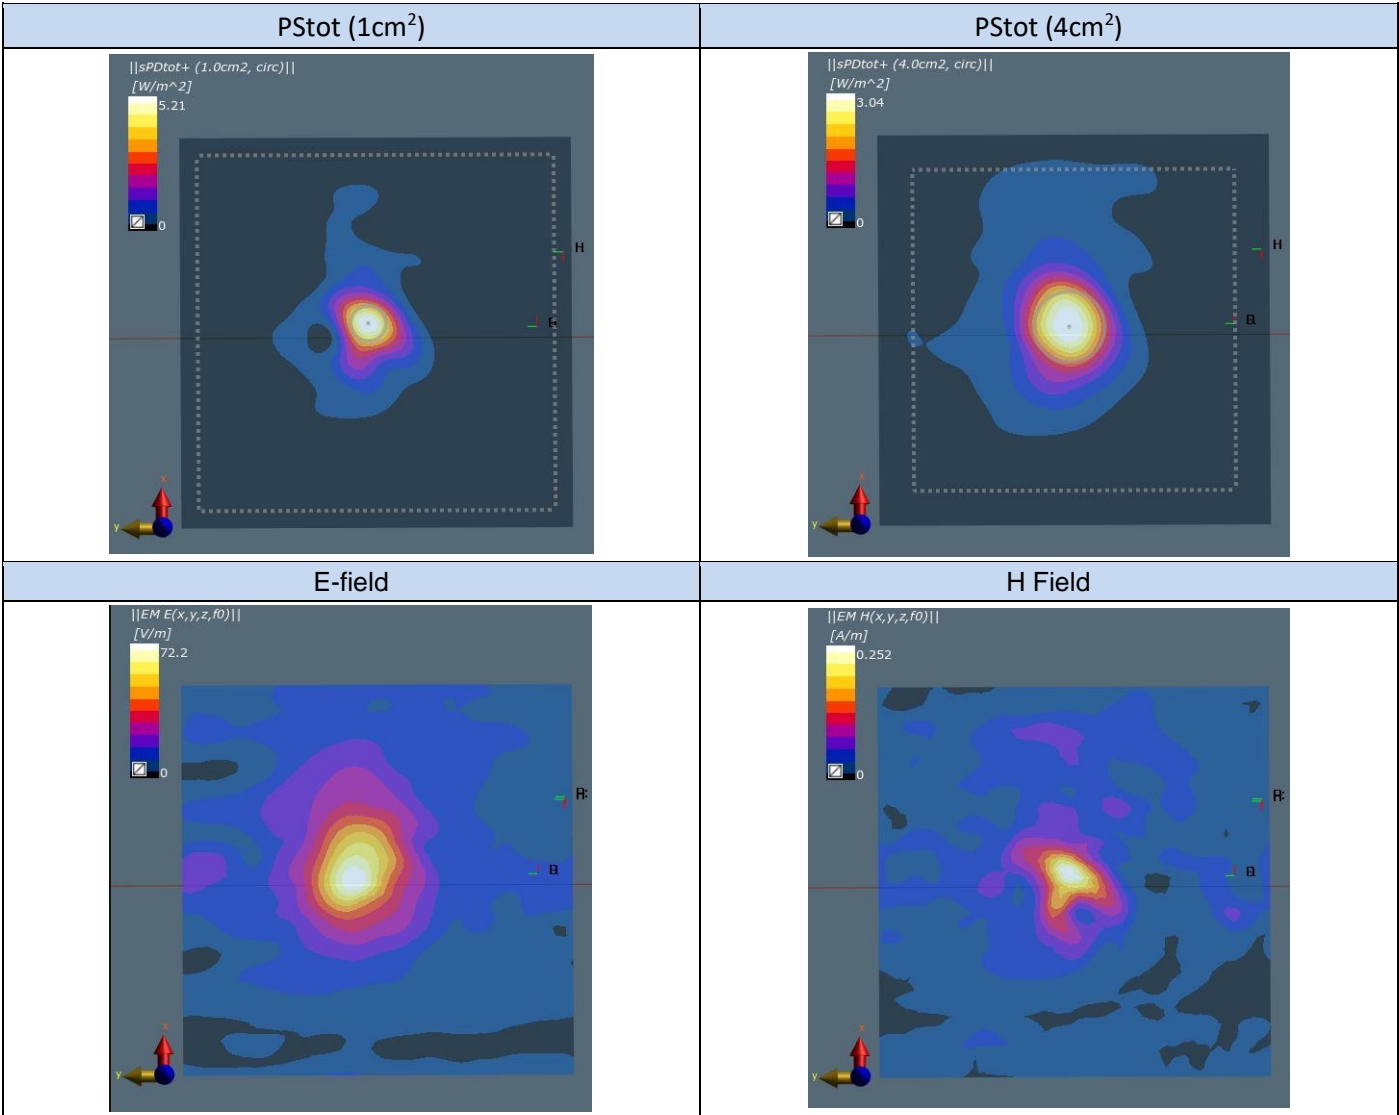 PStot (1cm²)
PStot (4cm²)
||sPDtot+ (1.0cm2, circ)||
[W/m^2]
5.21
0
H
x
y
||sPDtot+ (4.0cm2, circ)||
[W/m^2]
3.04
0
H
x
y
E-field
H Field
||EM E(x,y,z,f0)||
[V/m]
72.2
0
x
y
||EM H(x,y,z,f0)||
[A/m]
0.252
0
x
y